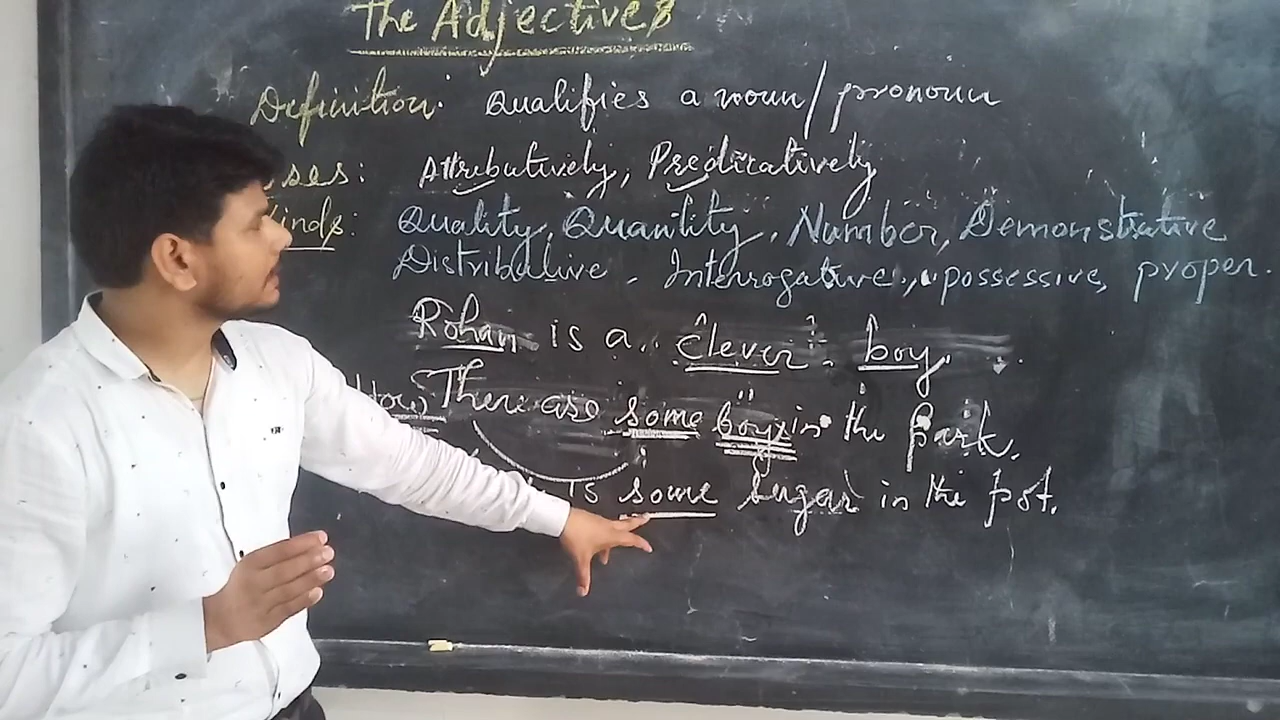 The Adjectives
Definition: Qualifies a noun / pronoun
ses: Attributively, Predicatively
Kinds: Quality, Quantity, Number, Demonstrative
Distributive, Interrogative, possessive, proper.
Rohan is a clever boy.
There are some boys in the park.
is some sugar in the pot.